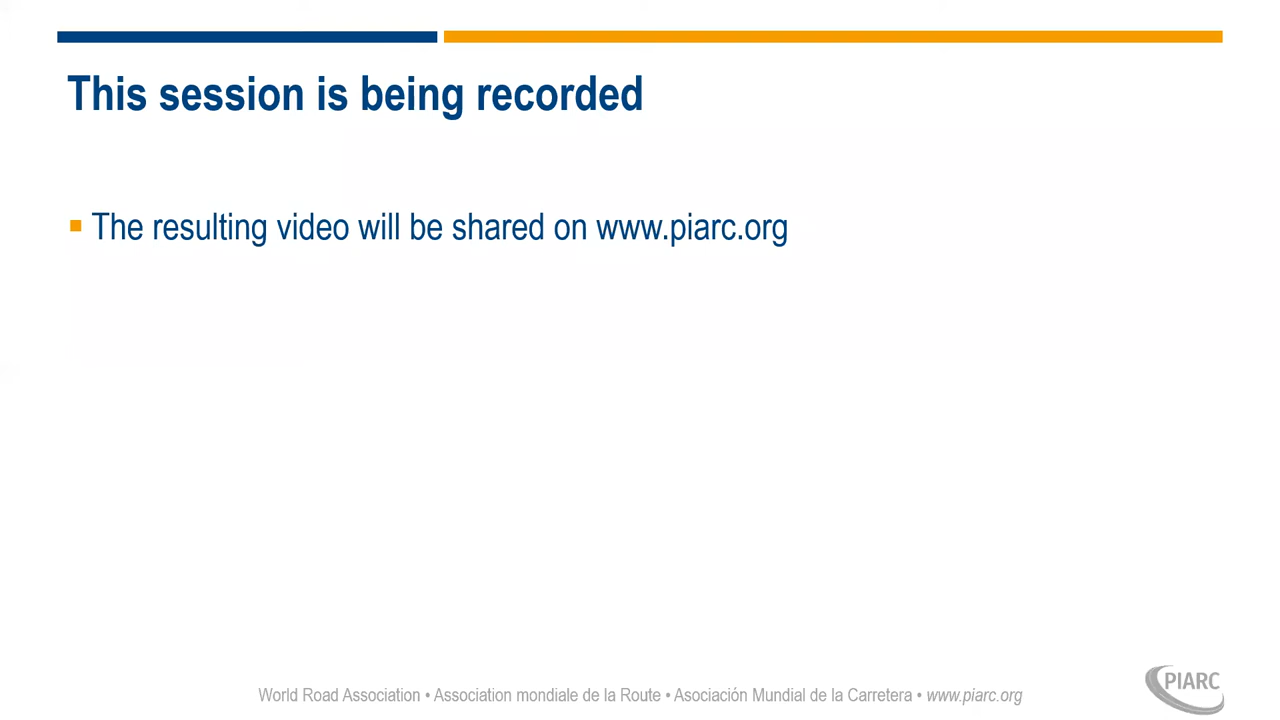 This session is being recorded
The resulting video will be shared on www.piarc.org
World Road Association • Association mondiale de la Route • Asociación Mundial de la Carretera • www.piarc.org
PIARC